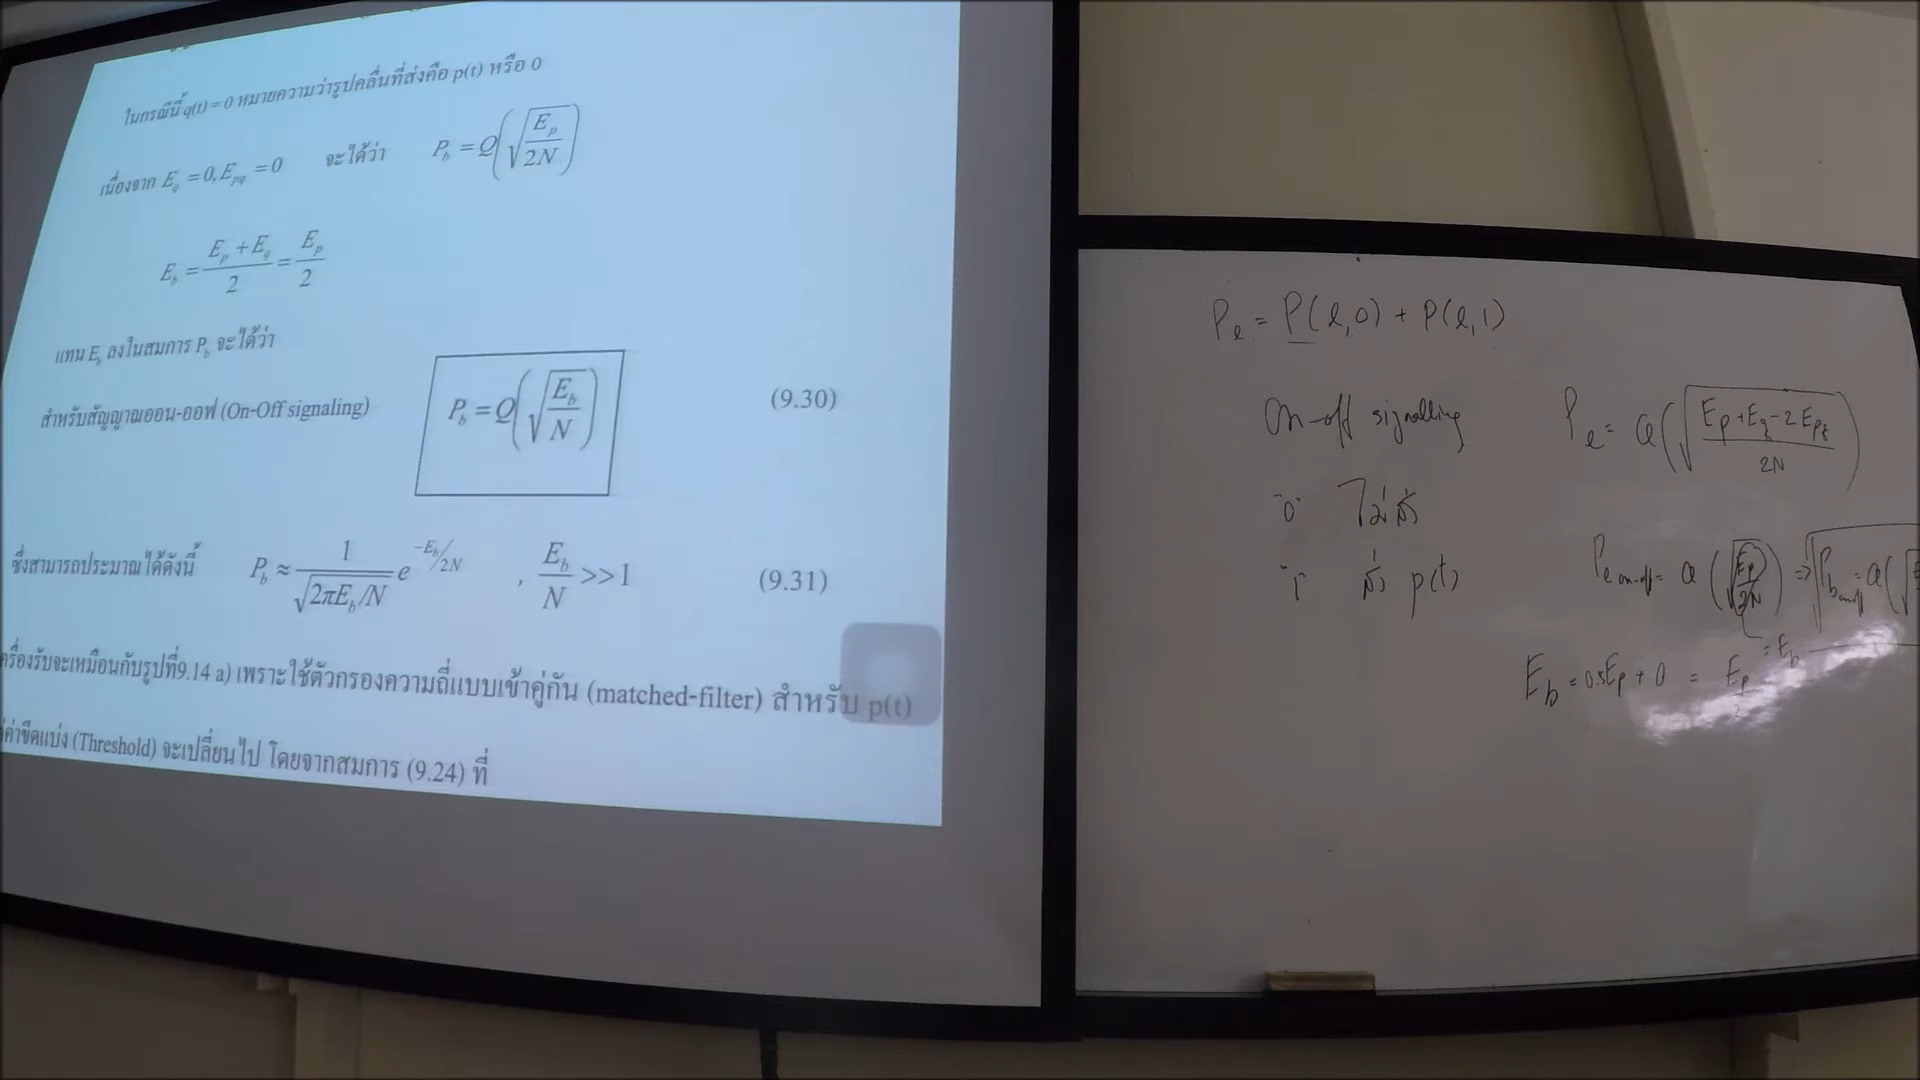 ในกรณีนี้ q(t) = 0 หมายความว่ารูปคลื่นที่ส่งคือ p(t) หรือ 0
เนื่องจาก E_q = 0, E_pq = 0 จะได้ว่า P_b = Q(√(E_p/2N))
E_b = (E_p + E_q)/2 = E_p/2
แทน E_b ลงในสมการ P_b จะได้ว่า
สำหรับสัญญาณออน-ออฟ (On-Off signaling) P_b = Q(√(E_b/N)) (9.30)
ซึ่งสามารถประมาณได้ดังนี้ P_b ≈ 1/√(2πE_b/N) e^(-E_b/2N) , E_b/N >> 1 (9.31)
ครื่องรับจะเหมือนกับรูปที่9.14 a) เพราะใช้ตัวกรองความถี่แบบเข้าคู่กัน (matched-filter) สำหรับ p(t)
ค่าขีดแบ่ง (Threshold) จะเปลี่ยนไป โดยจากสมการ (9.24) ที่
P_e = P(e,0) + P(e,1)
On-off signalling P_e = Q(√((E_p + E_q - 2E_pq)/2N))
"0" ไม่ส่ง
"1" ส่ง p(t)
P_e on-off = Q(√(E_p/2N)) ⇒ P_b on-off = Q(√
= E_b
E_b = 0.5E_p + 0 = E_p/2